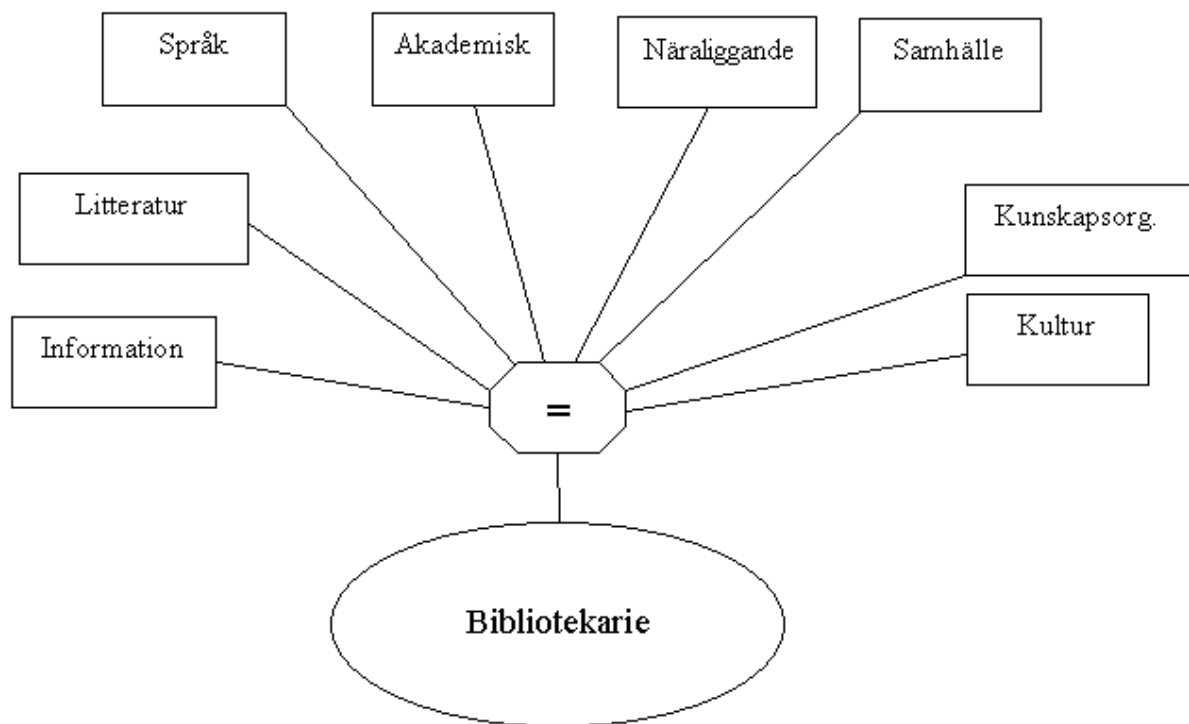 Språk
Akademisk
Näraliggande
Samhälle
Litteratur
Kunskapsorg.
Information
Kultur
=
Bibliotekarie